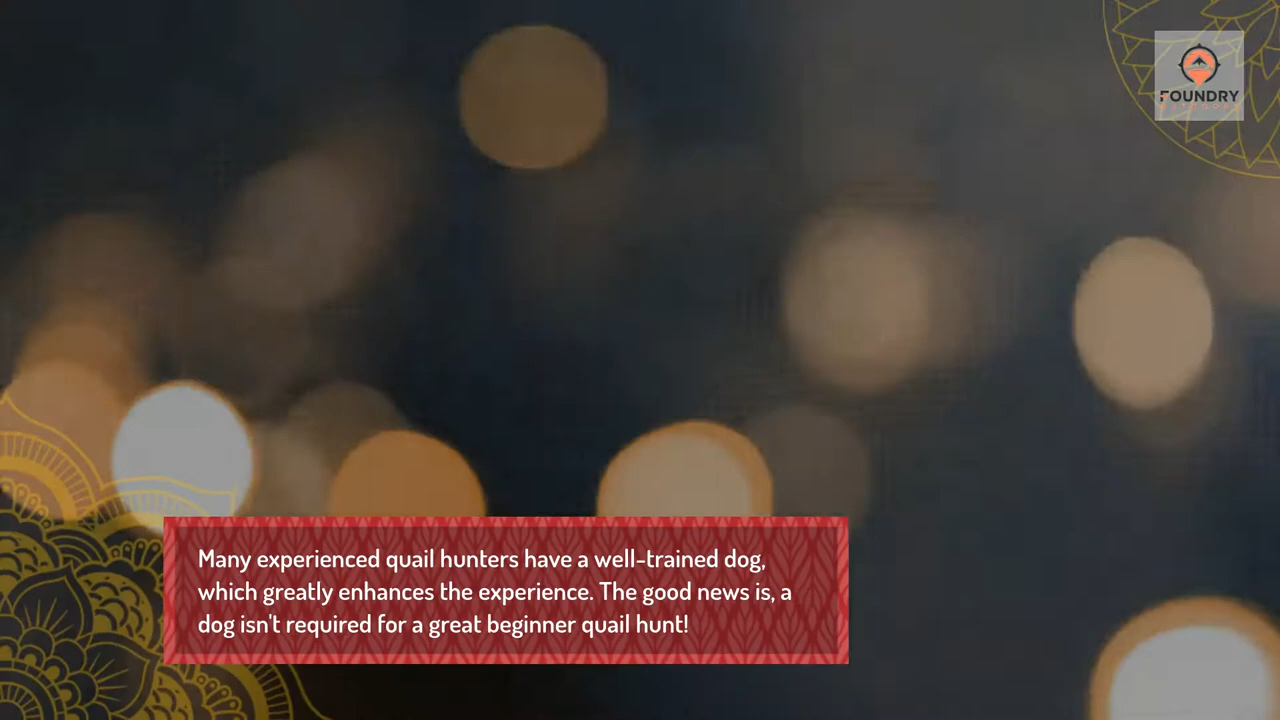 FOUNDRY
OUTDOORS
Many experienced quail hunters have a well-trained dog,
which greatly enhances the experience. The good news is, a
dog isn't required for a great beginner quail hunt!